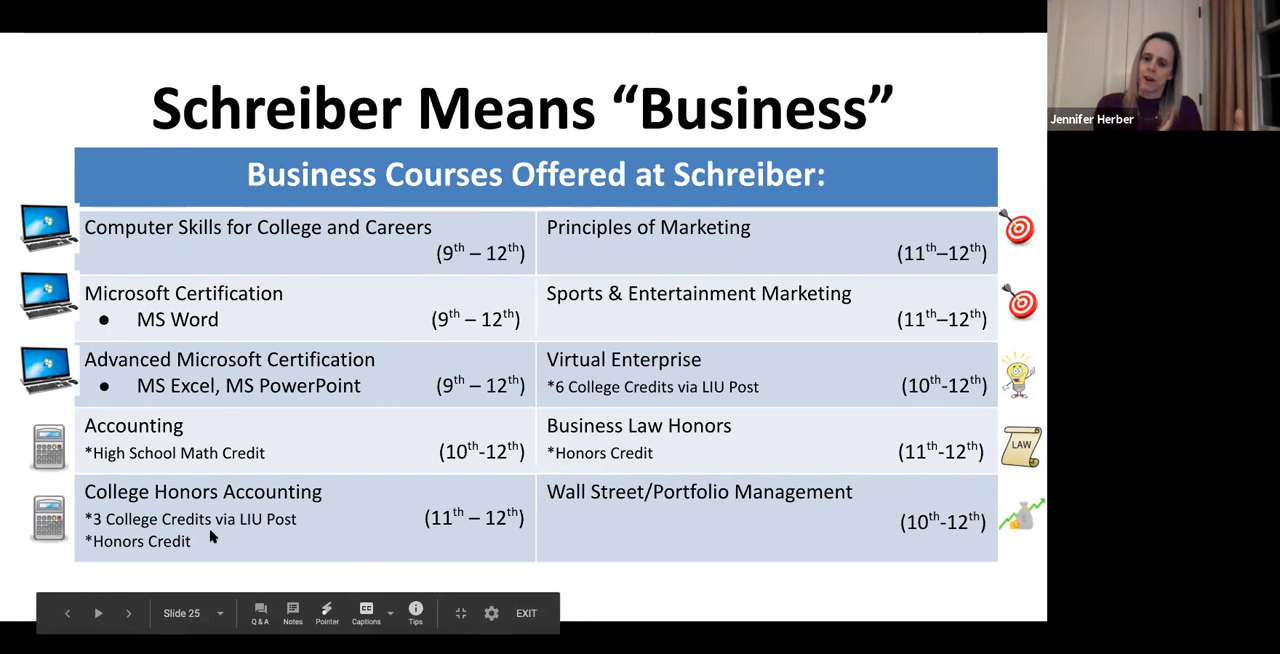 Schreiber Means “Business”
Jennifer Herber
Business Courses Offered at Schreiber:
Computer Skills for College and Careers
(9th – 12th)
Principles of Marketing
(11th–12th)
Microsoft Certification
● MS Word (9th – 12th)
Sports & Entertainment Marketing
(11th–12th)
Advanced Microsoft Certification
● MS Excel, MS PowerPoint (9th – 12th)
Virtual Enterprise
*6 College Credits via LIU Post (10th-12th)
Accounting
*High School Math Credit (10th-12th)
Business Law Honors
*Honors Credit (11th-12th)
LAW
College Honors Accounting
*3 College Credits via LIU Post (11th – 12th)
*Honors Credit
Wall Street/Portfolio Management
(10th-12th)
Slide 25
Q & A Notes Pointer Captions Tips EXIT
CC